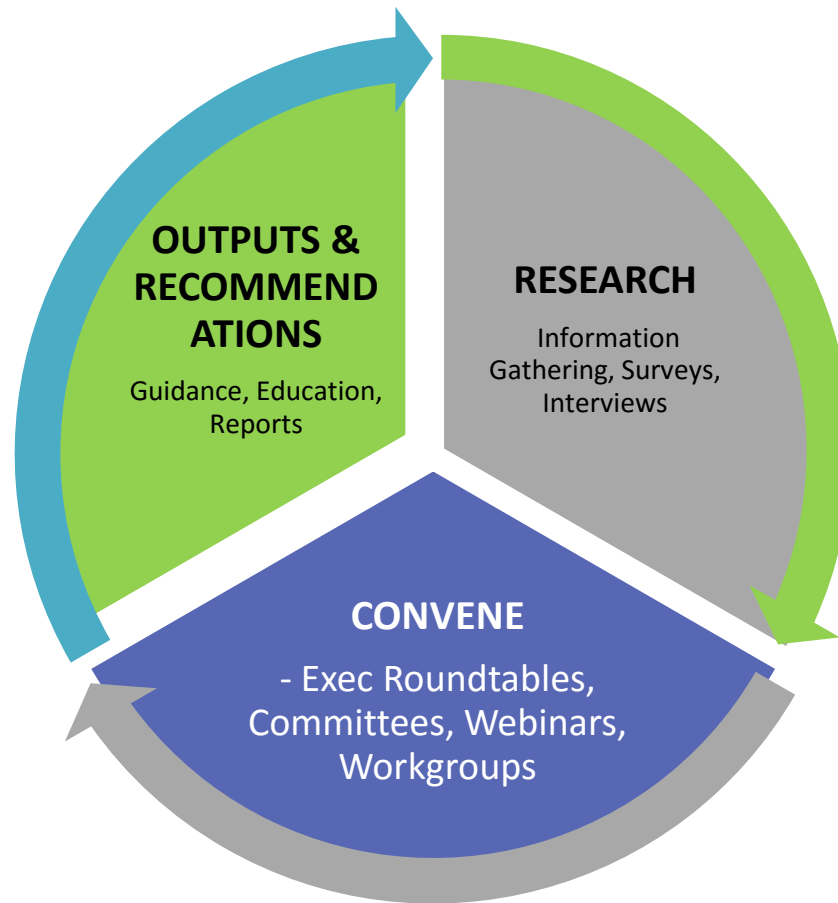 OUTPUTS &
RECOMMEND
ATIONS
Guidance, Education,
Reports
RESEARCH
Information
Gathering, Surveys,
Interviews
CONVENE
- Exec Roundtables,
Committees, Webinars,
Workgroups